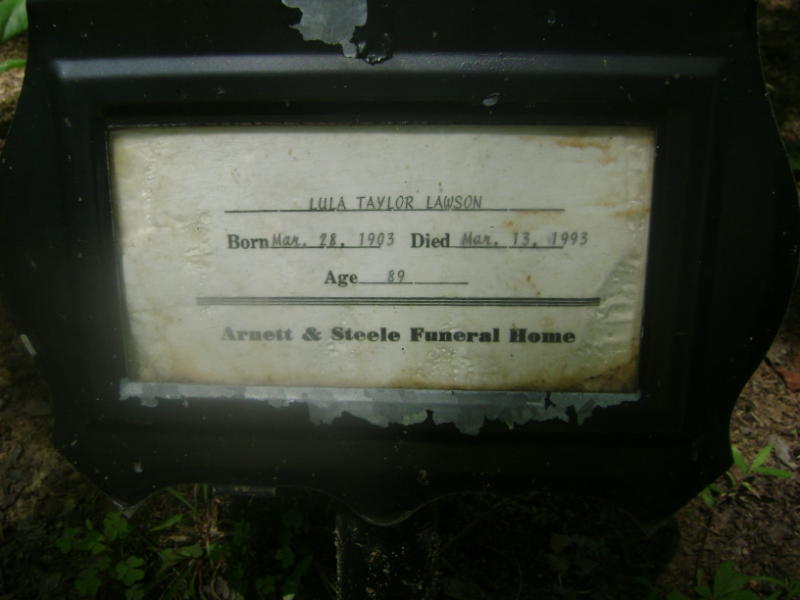 LULA TAYLOR LAWSON
Born Mar. 28, 1903 Died Mar. 13, 1993
Age 89
Arnett & Steele Funeral Home